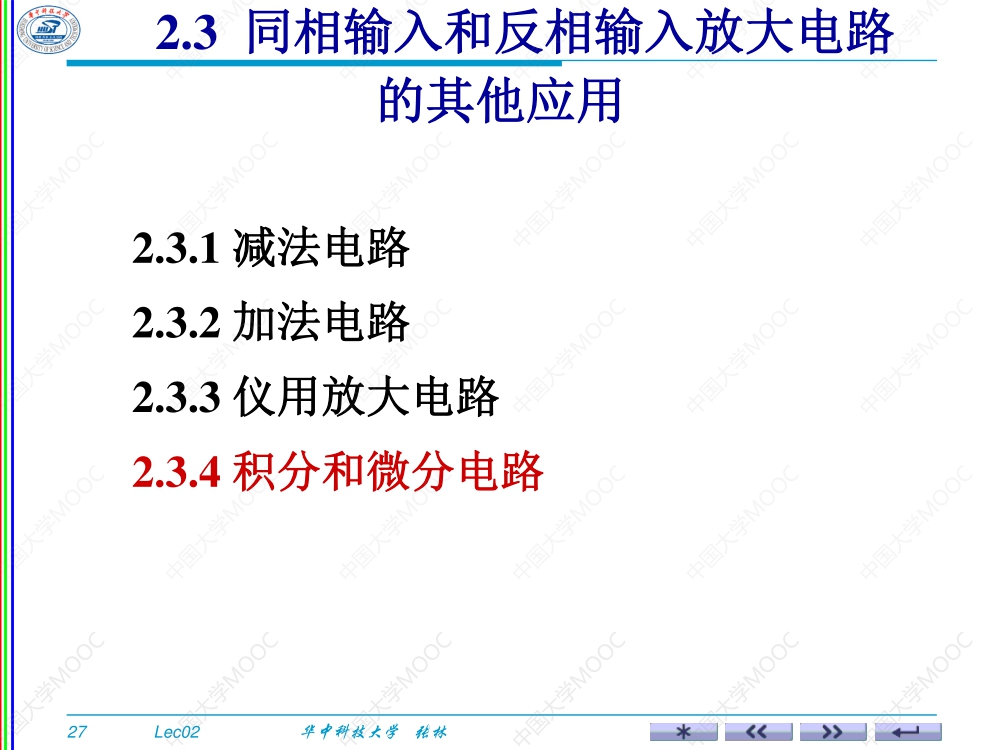 2.3 同相输入和反相输入放大电路
的其他应用
2.3.1 减法电路
2.3.2 加法电路
2.3.3 仪用放大电路
2.3.4 积分和微分电路
27 Lec02 华中科技大学 张林
中国大学MOOC